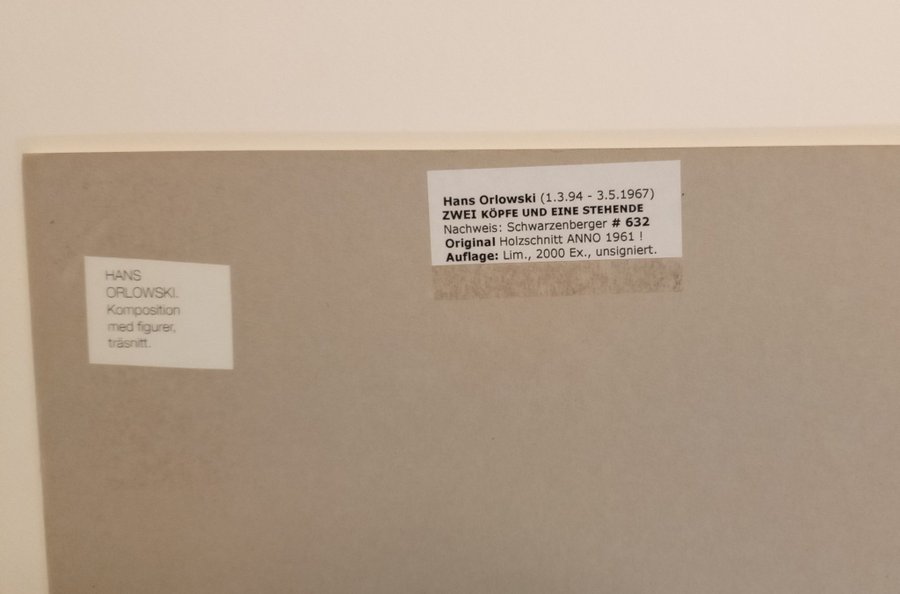 HANS
ORLOWSKI.
Komposition
med figurer,
träsnitt.
Hans Orlowski (1.3.94 - 3.5.1967)
ZWEI KÖPFE UND EINE STEHENDE
Nachweis: Schwarzenberger # 632
Original Holzschnitt ANNO 1961 !
Auflage: Lim., 2000 Ex., unsigniert.